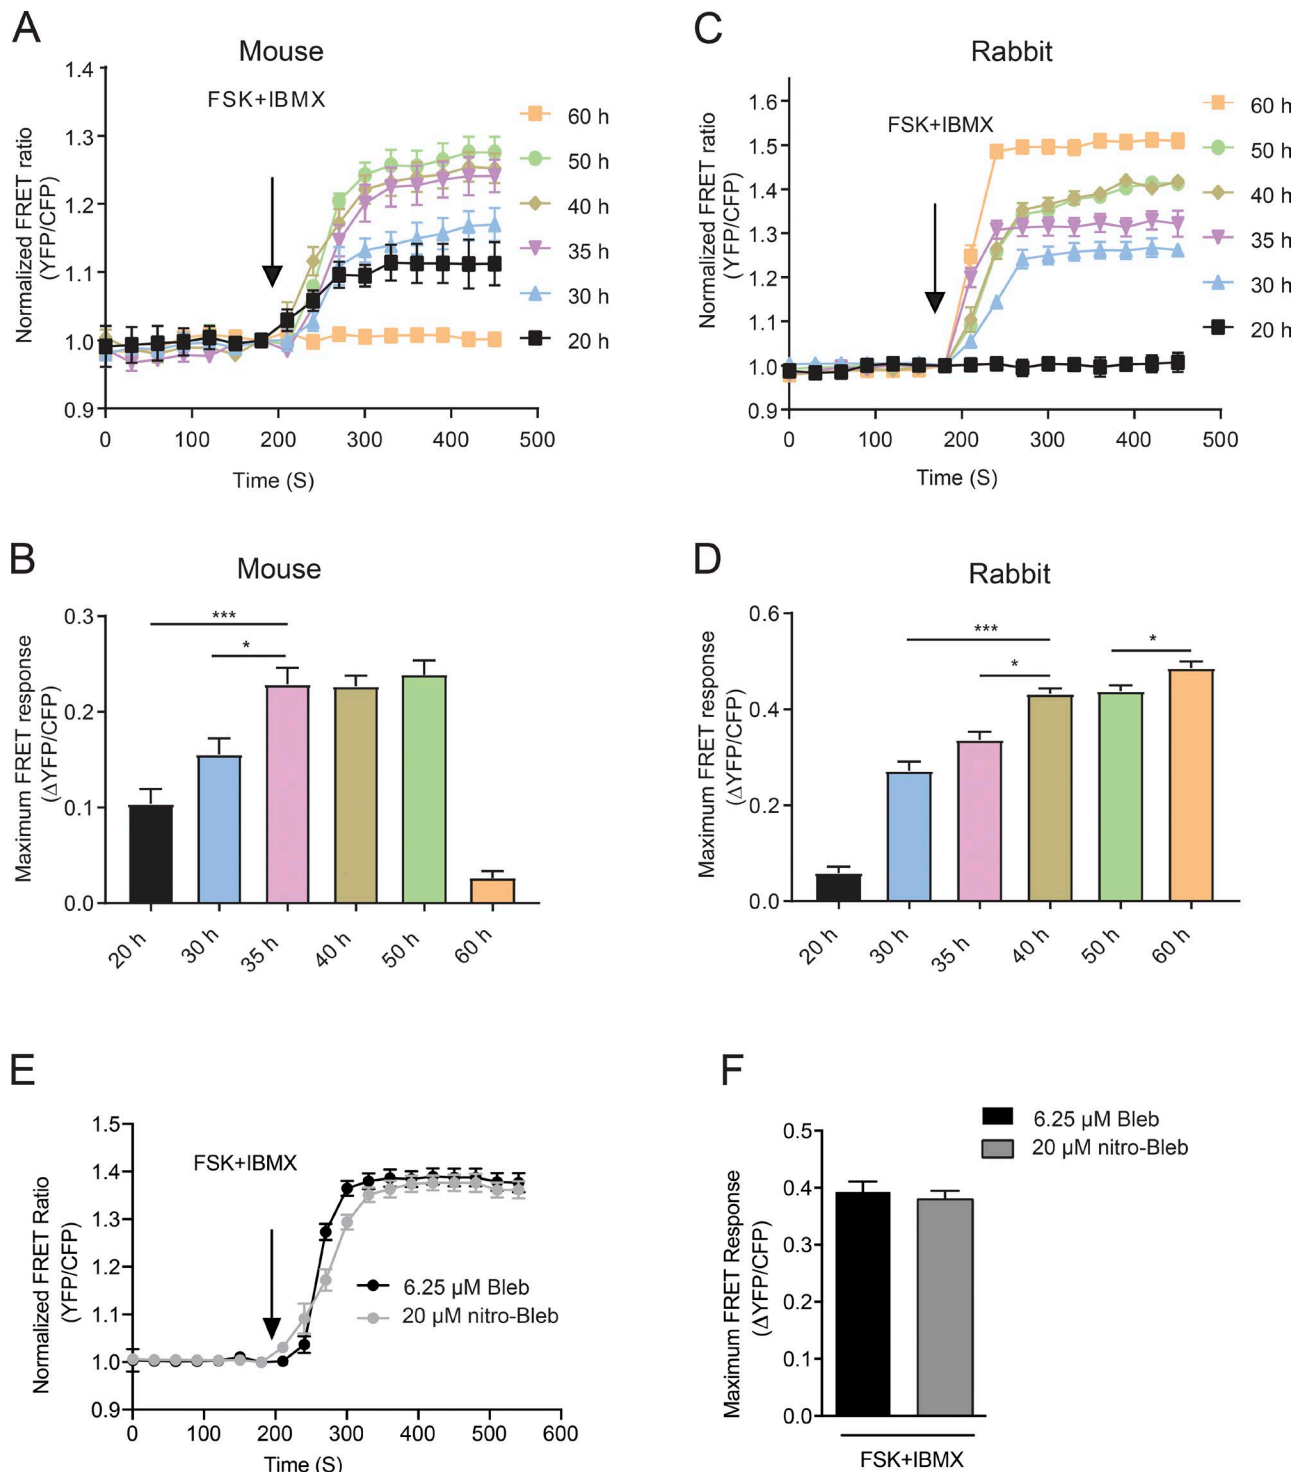 A
Mouse
Normalized FRET ratio
(YFP/CFP)
1.4
1.3
1.2
1.1
1.0
0.9
FSK+IBMX
60 h
50 h
40 h
35 h
30 h
20 h
0
100
200
300
400
500
Time (S)
C
Rabbit
Normalized FRET ratio
(YFP/CFP)
1.6
1.5
1.4
1.3
1.2
1.1
1.0
0.9
FSK+IBMX
60 h
50 h
40 h
35 h
30 h
20 h
0
100
200
300
400
500
Time (S)
B
Mouse
Maximum FRET response
(ΔYFP/CFP)
0.3
0.2
0.1
0.0
***
*
20 h
30 h
35 h
40 h
50 h
60 h
D
Rabbit
Maximum FRET response
(ΔYFP/CFP)
0.6
0.4
0.2
0.0
***
*
*
20 h
30 h
35 h
40 h
50 h
60 h
E
Normalized FRET Ratio
(YFP/CFP)
1.5
1.4
1.3
1.2
1.1
1.0
0.9
FSK+IBMX
6.25 µM Bleb
20 µM nitro-Bleb
0
100
200
300
400
500
600
Time (S)
F
Maximum FRET Response
(ΔYFP/CFP)
0.5
0.4
0.3
0.2
0.1
0.0
6.25 µM Bleb
20 µM nitro-Bleb
FSK+IBMX